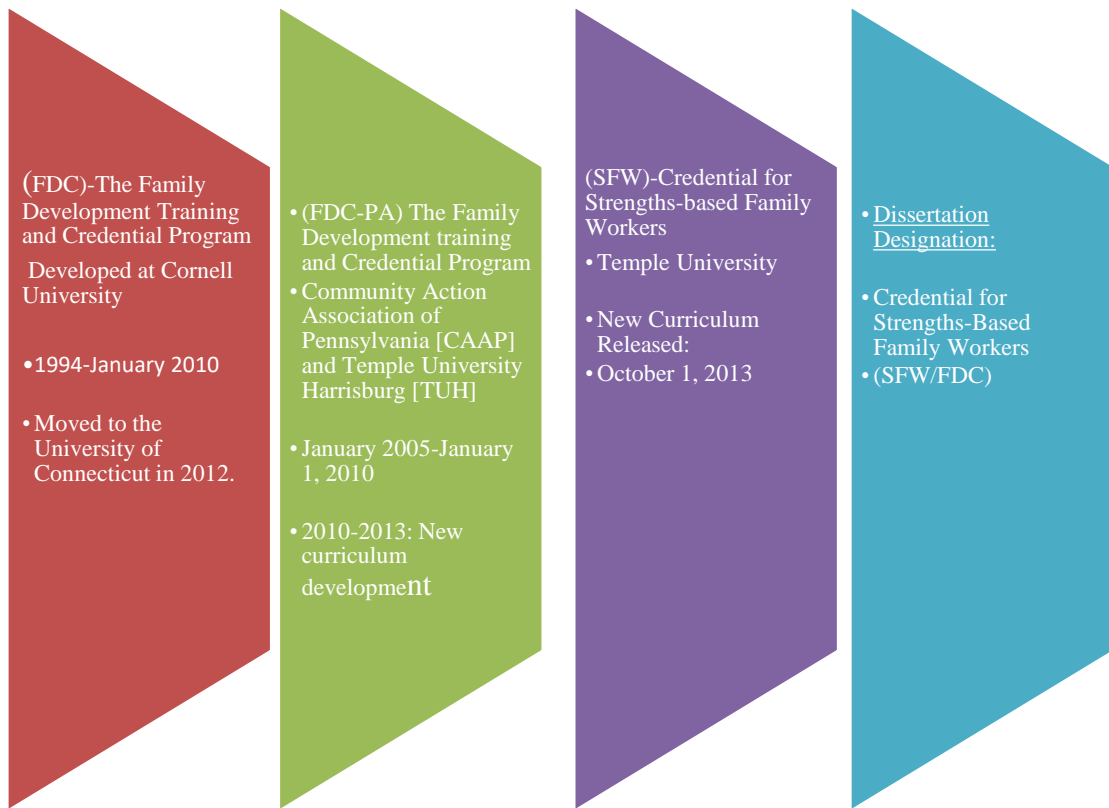 (FDC)-The Family
Development Training
and Credential Program
Developed at Cornell
University
•1994-January 2010
• Moved to the
University of
Connecticut in 2012.
• (FDC-PA) The Family
Development training
and Credential Program
• Community Action
Association of
Pennsylvania [CAAP]
and Temple University
Harrisburg [TUH]
• January 2005-January
1, 2010
• 2010-2013: New
curriculum
development
(SFW)-Credential for
Strengths-based Family
Workers
• Temple University
• New Curriculum
Released:
• October 1, 2013
• Dissertation
Designation:
• Credential for
Strengths-Based
Family Workers
• (SFW/FDC)